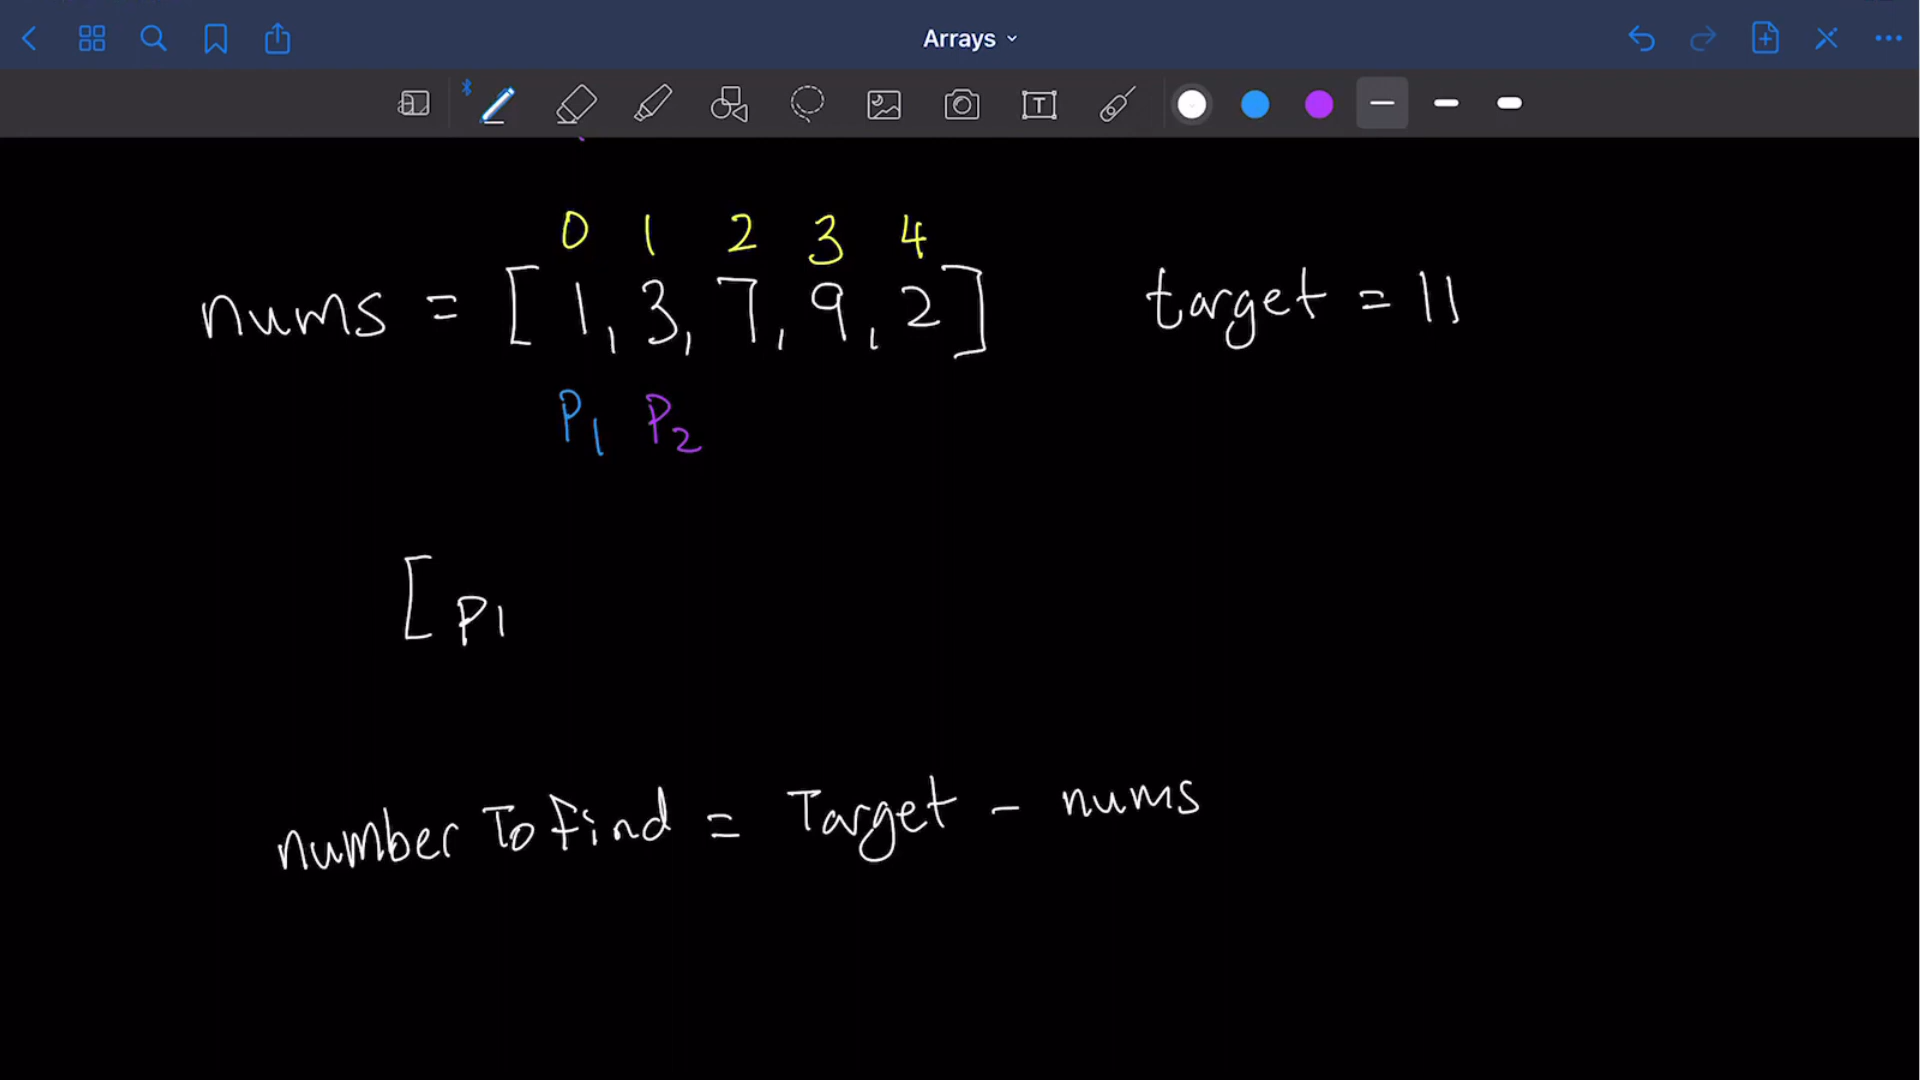 Arrays
T
0 1 2 3 4
nums = [1, 3, 7, 9, 2] target = 11
P1 P2
[P1
numberToFind = Target - nums